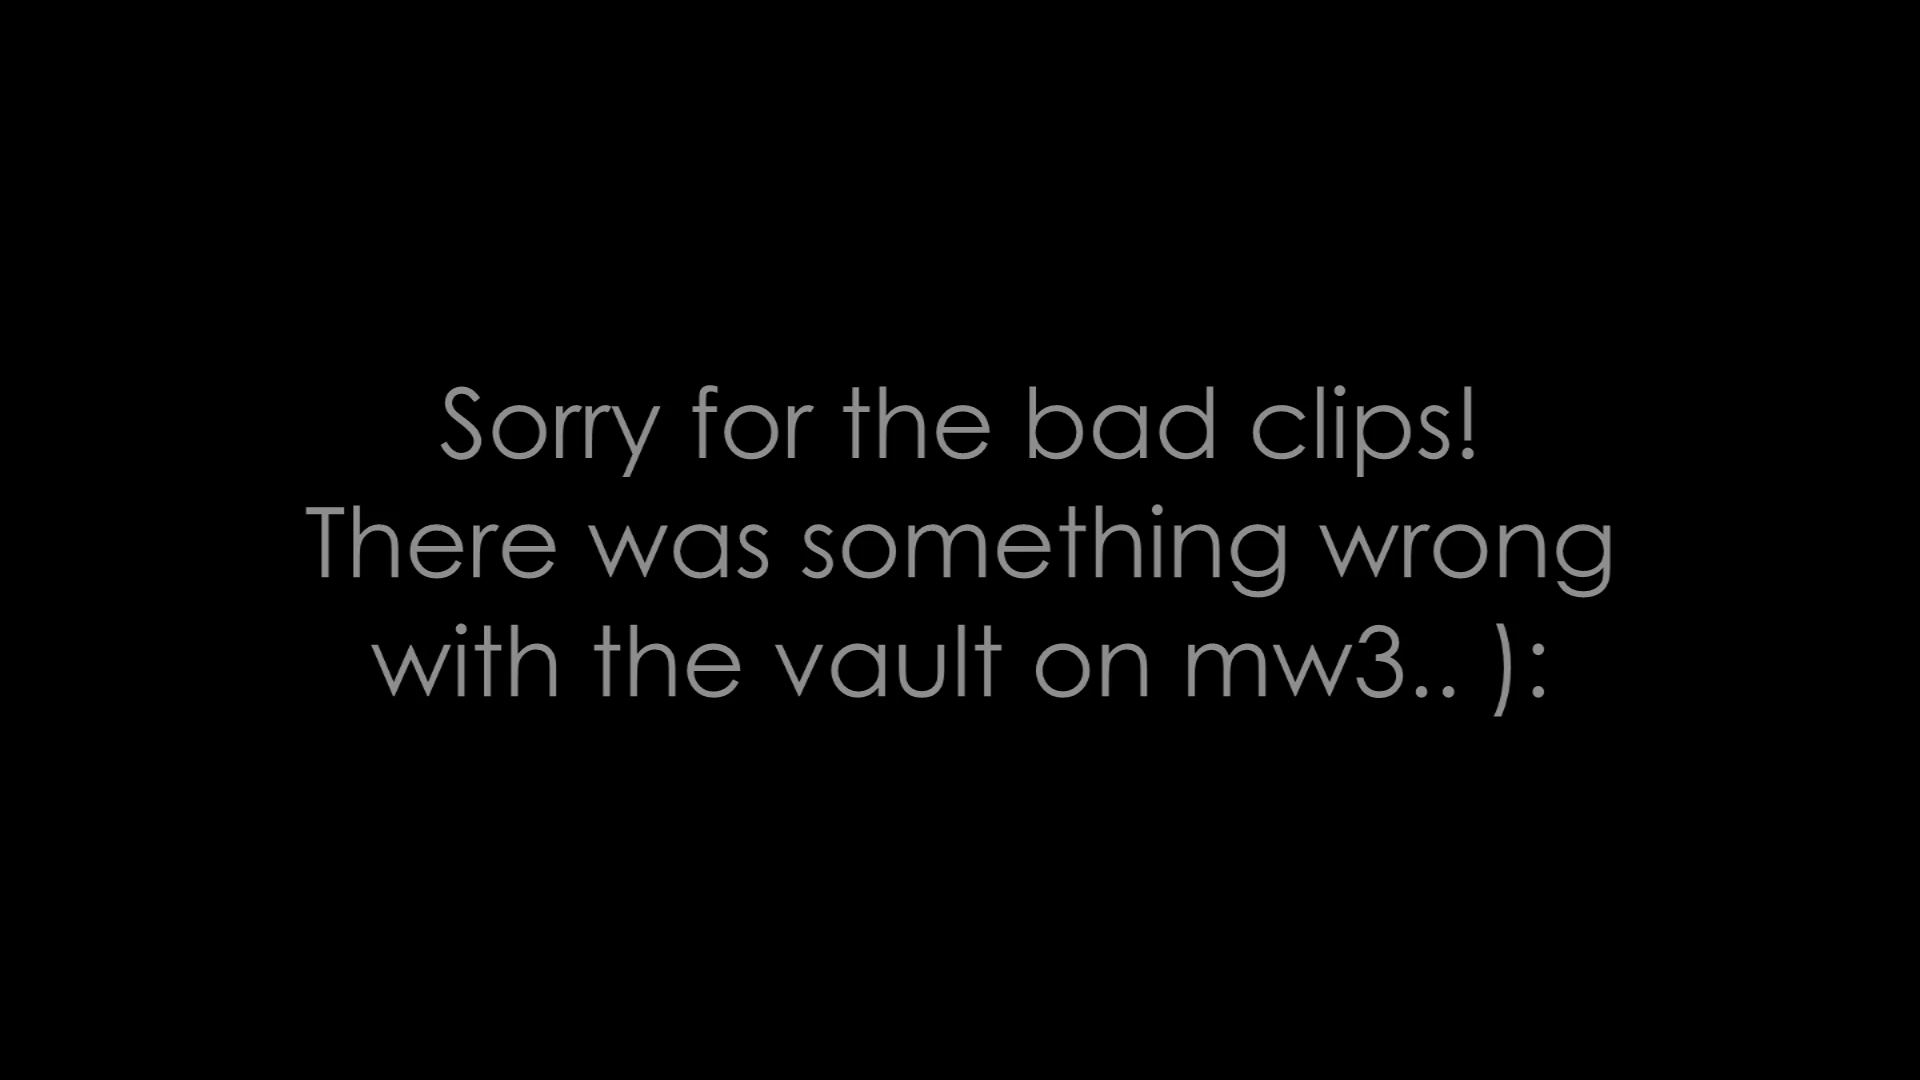 Sorry for the bad clips!
There was something wrong
with the vault on mw3.. ):